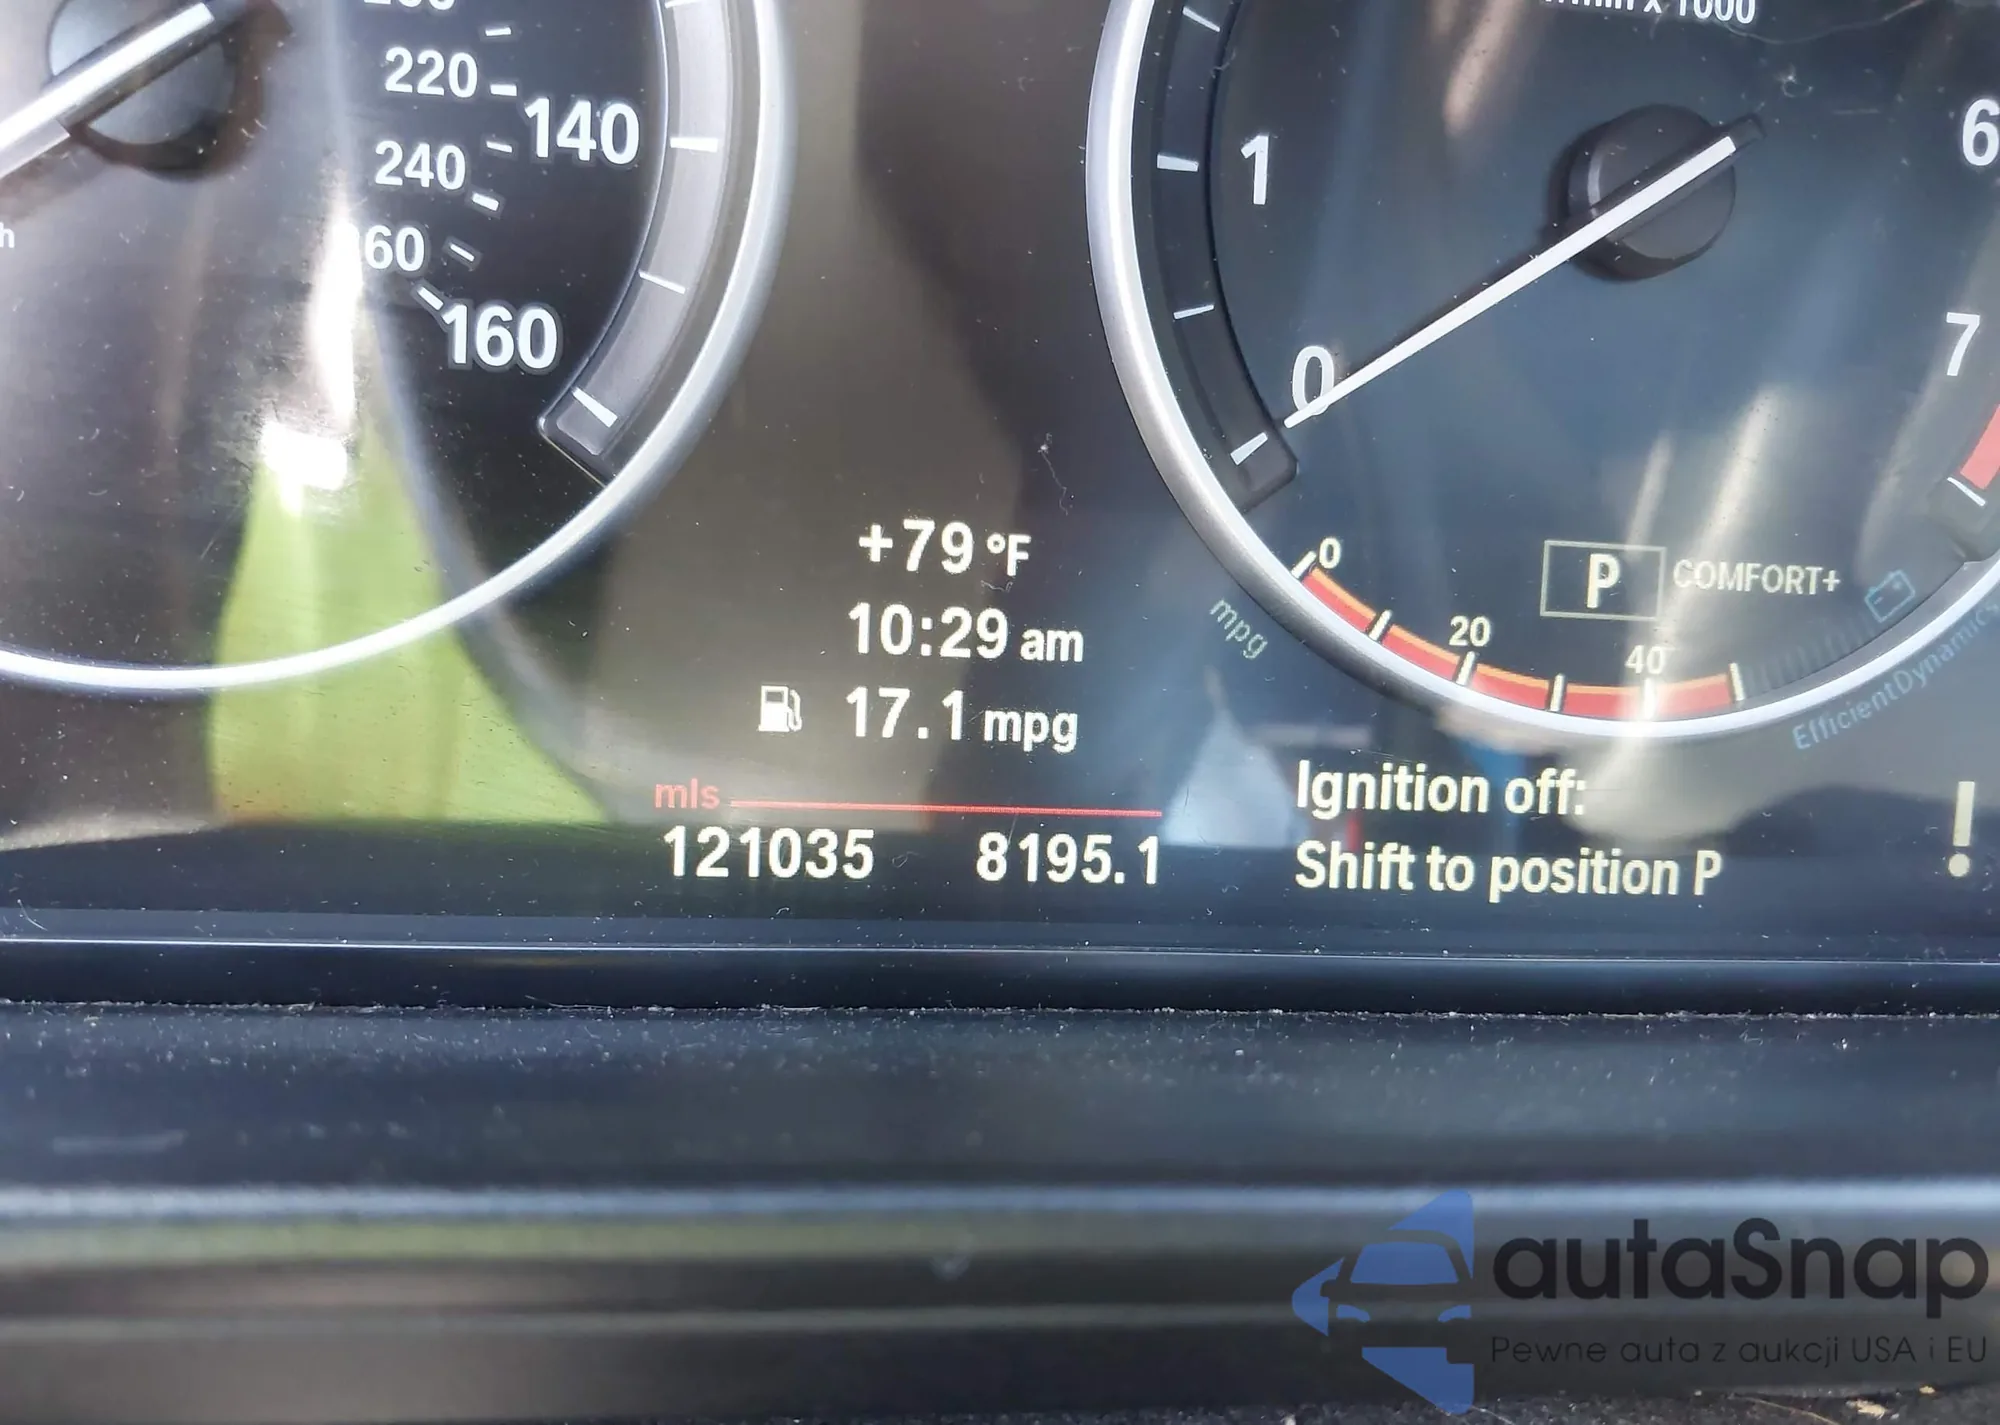 220
140
240
160
1
6
7
0
+79 °F
10:29 am
17.1 mpg
mls
121035 8195.1
0
20
40
mpg
P COMFORT+
EfficientDynamics
Ignition off:
Shift to position P
!
autaSnap
Pewne auta z aukcji USA i EU